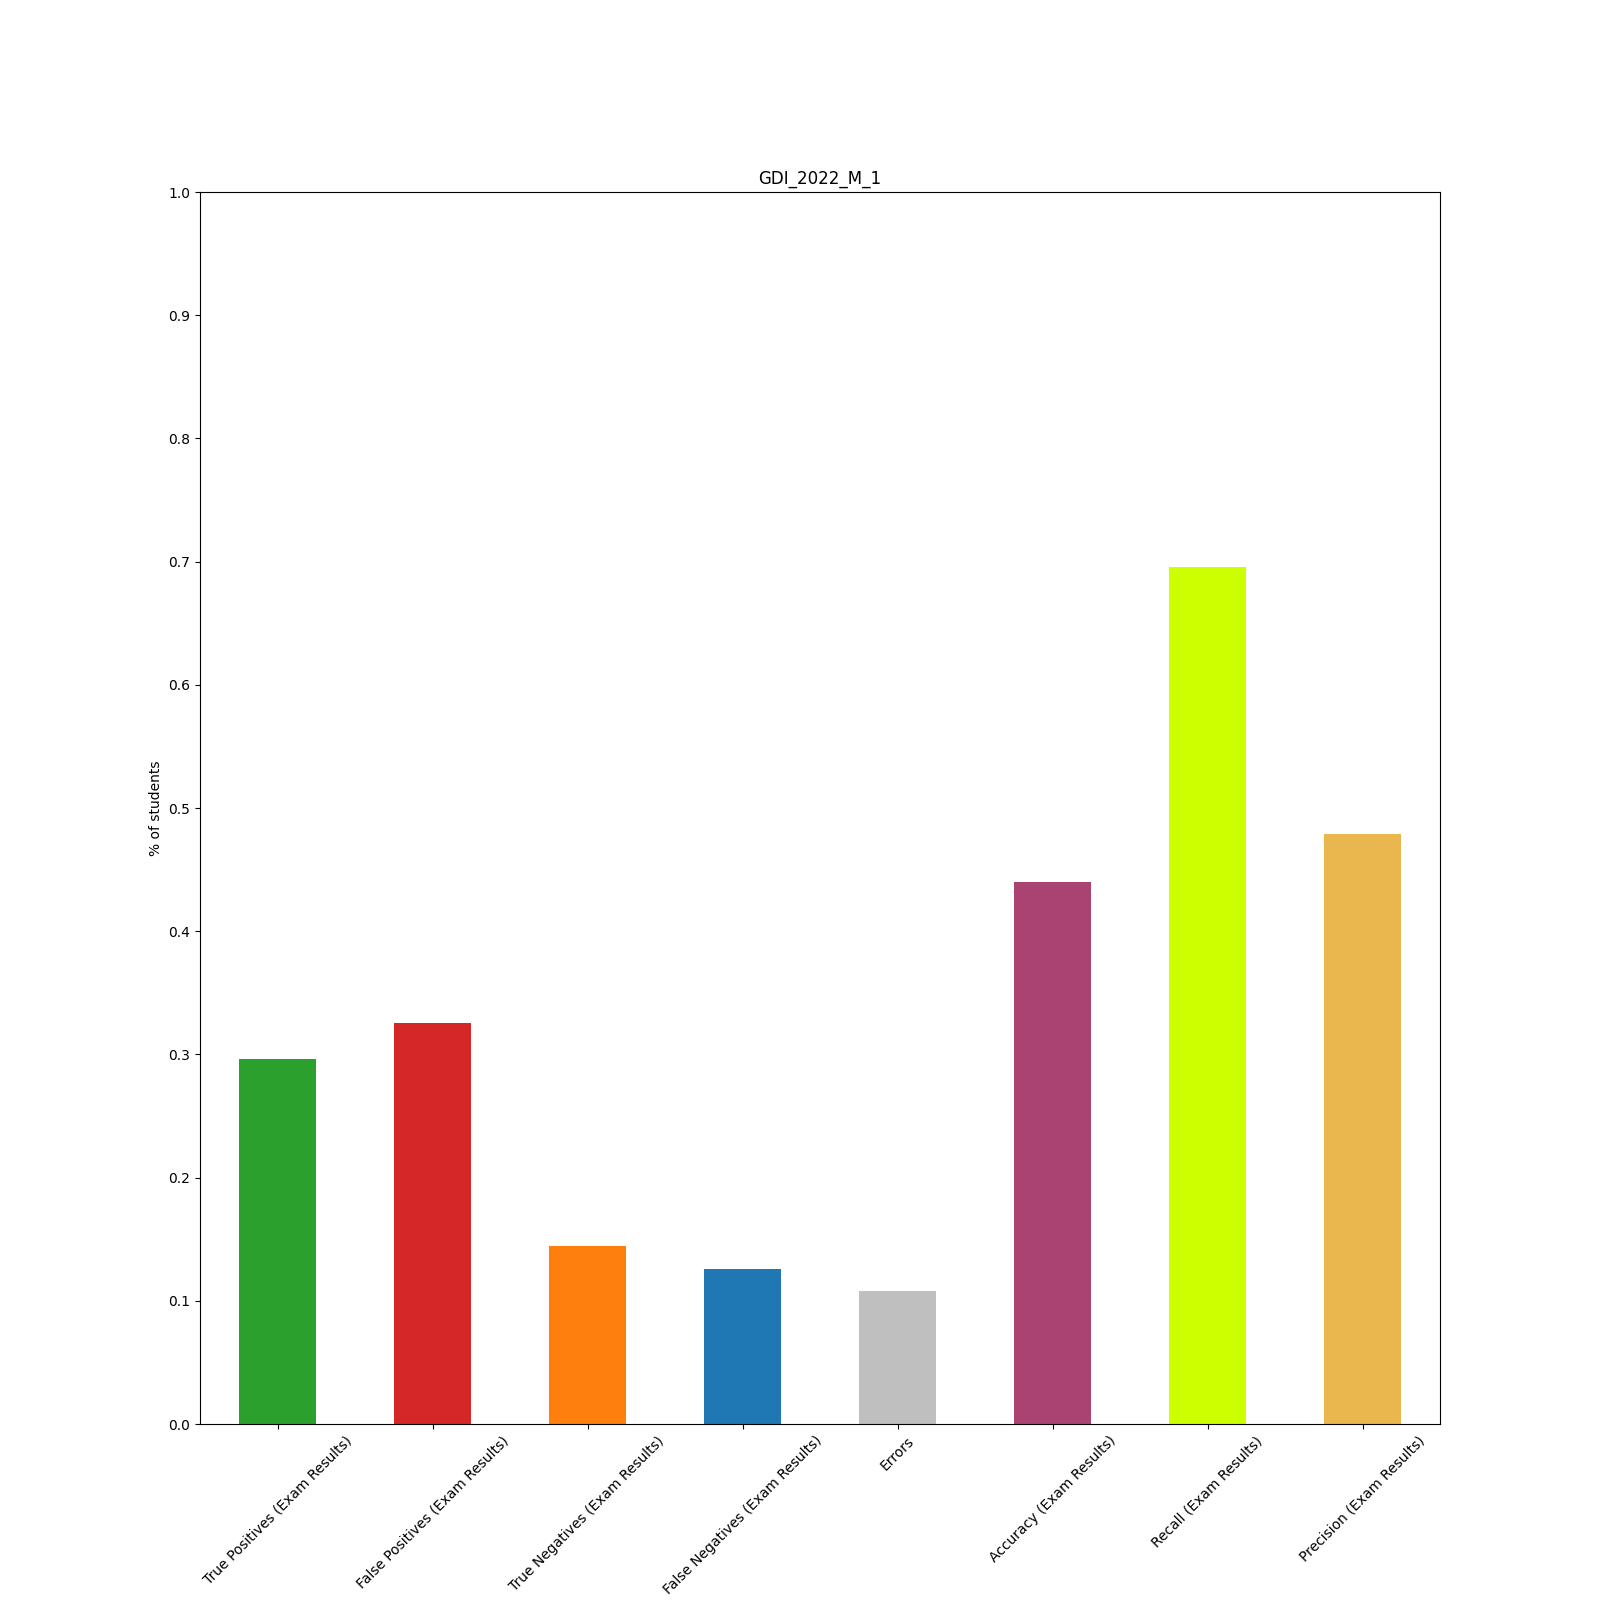 GDI_2022_M_1
1.0
0.9
0.8
0.7
0.6
0.5
0.4
0.3
0.2
0.1
0.0
% of students
True Positives (Exam Results)
False Positives (Exam Results)
True Negatives (Exam Results)
False Negatives (Exam Results)
Errors
Accuracy (Exam Results)
Recall (Exam Results)
Precision (Exam Results)